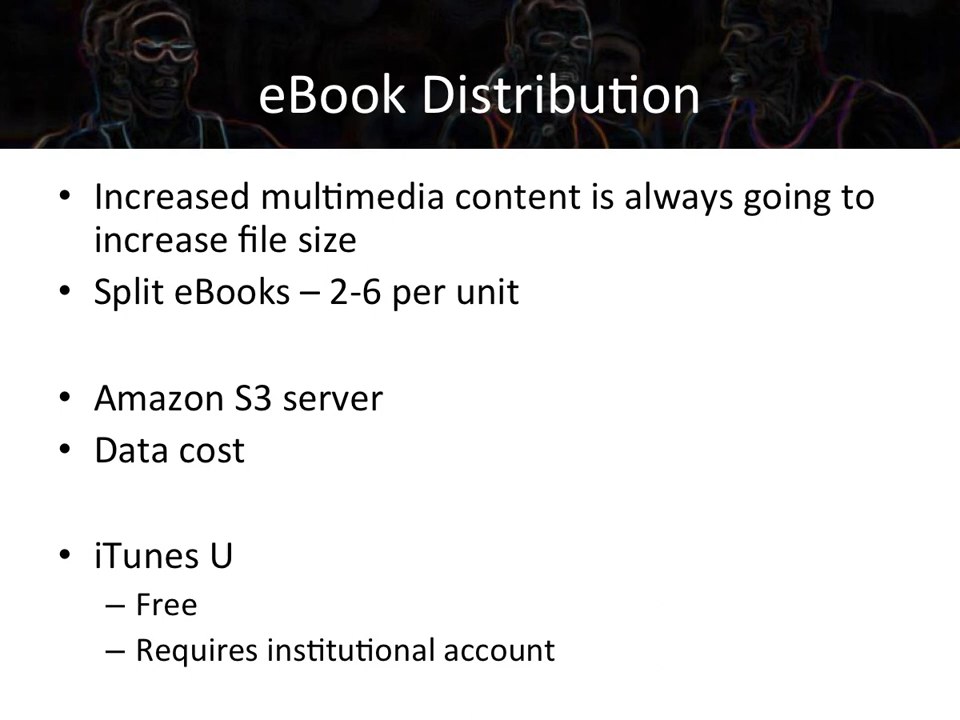 eBook Distribution
• Increased multimedia content is always going to
increase file size
• Split eBooks – 2-6 per unit
• Amazon S3 server
• Data cost
• iTunes U
– Free
– Requires institutional account